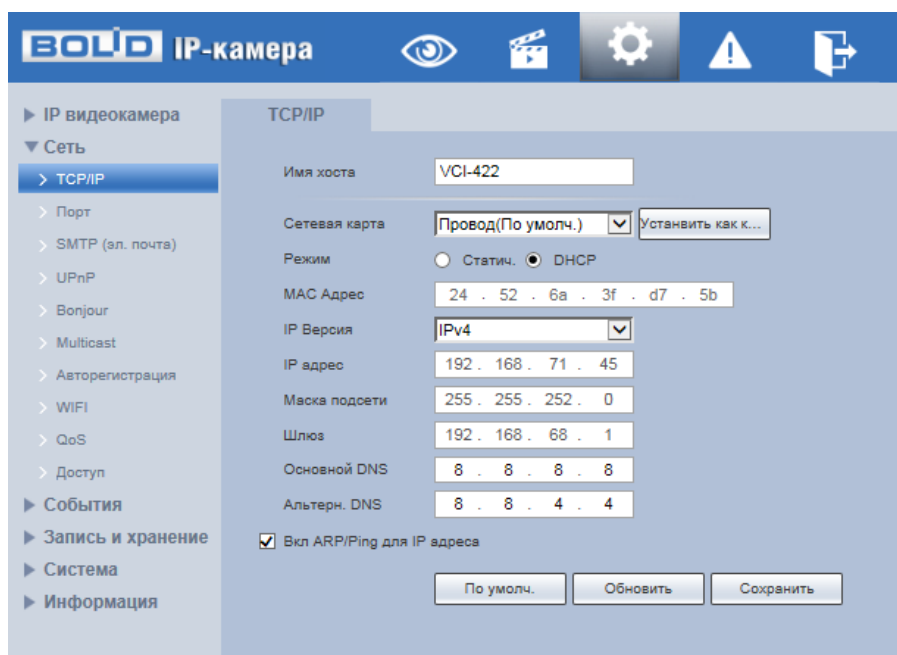 BOLID IP-камера
IP видеокамера
Сеть
TCP/IP
Порт
SMTP (эл. почта)
UPnP
Bonjour
Multicast
Авторегистрация
WIFI
QoS
Доступ
События
Запись и хранение
Система
Информация
TCP/IP
Имя хоста VCI-422
Сетевая карта Провод(По умолч.) Устанвить как к...
Режим Статич. DHCP
MAC Адрес 24 . 52 . 6a . 3f . d7 . 5b
IP Версия IPv4
IP адрес 192 . 168 . 71 . 45
Маска подсети 255 . 255 . 252 . 0
Шлюз 192 . 168 . 68 . 1
Основной DNS 8 . 8 . 8 . 8
Альтерн. DNS 8 . 8 . 4 . 4
Вкл ARP/Ping для IP адреса
По умолч. Обновить Сохранить